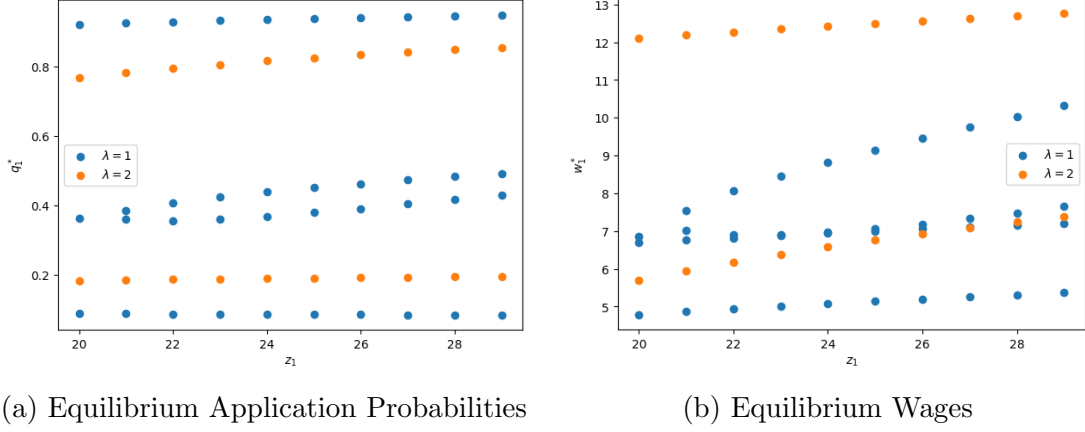 0.8
0.6
0.4
0.2
q₁*
λ = 1
λ = 2
20 22 24 26 28
z₁
13
12
11
10
9
8
7
6
5
w₁*
λ = 1
λ = 2
20 22 24 26 28
z₁
(a) Equilibrium Application Probabilities
(b) Equilibrium Wages